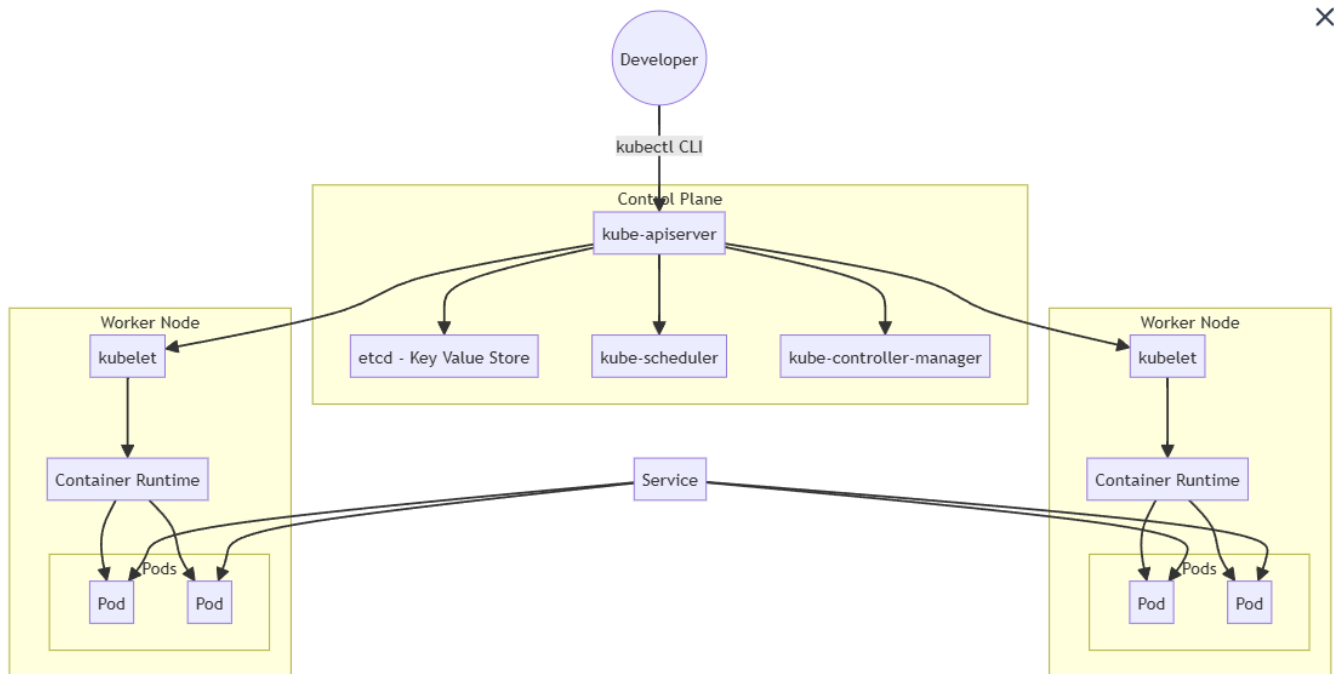 Developer
kubectl CLI
Control Plane
kube-apiserver
Worker Node
kubelet
etcd - Key Value Store
kube-scheduler
kube-controller-manager
Worker Node
kubelet
Container Runtime
Service
Container Runtime
Pods
Pod
Pod
Pods
Pod
Pod